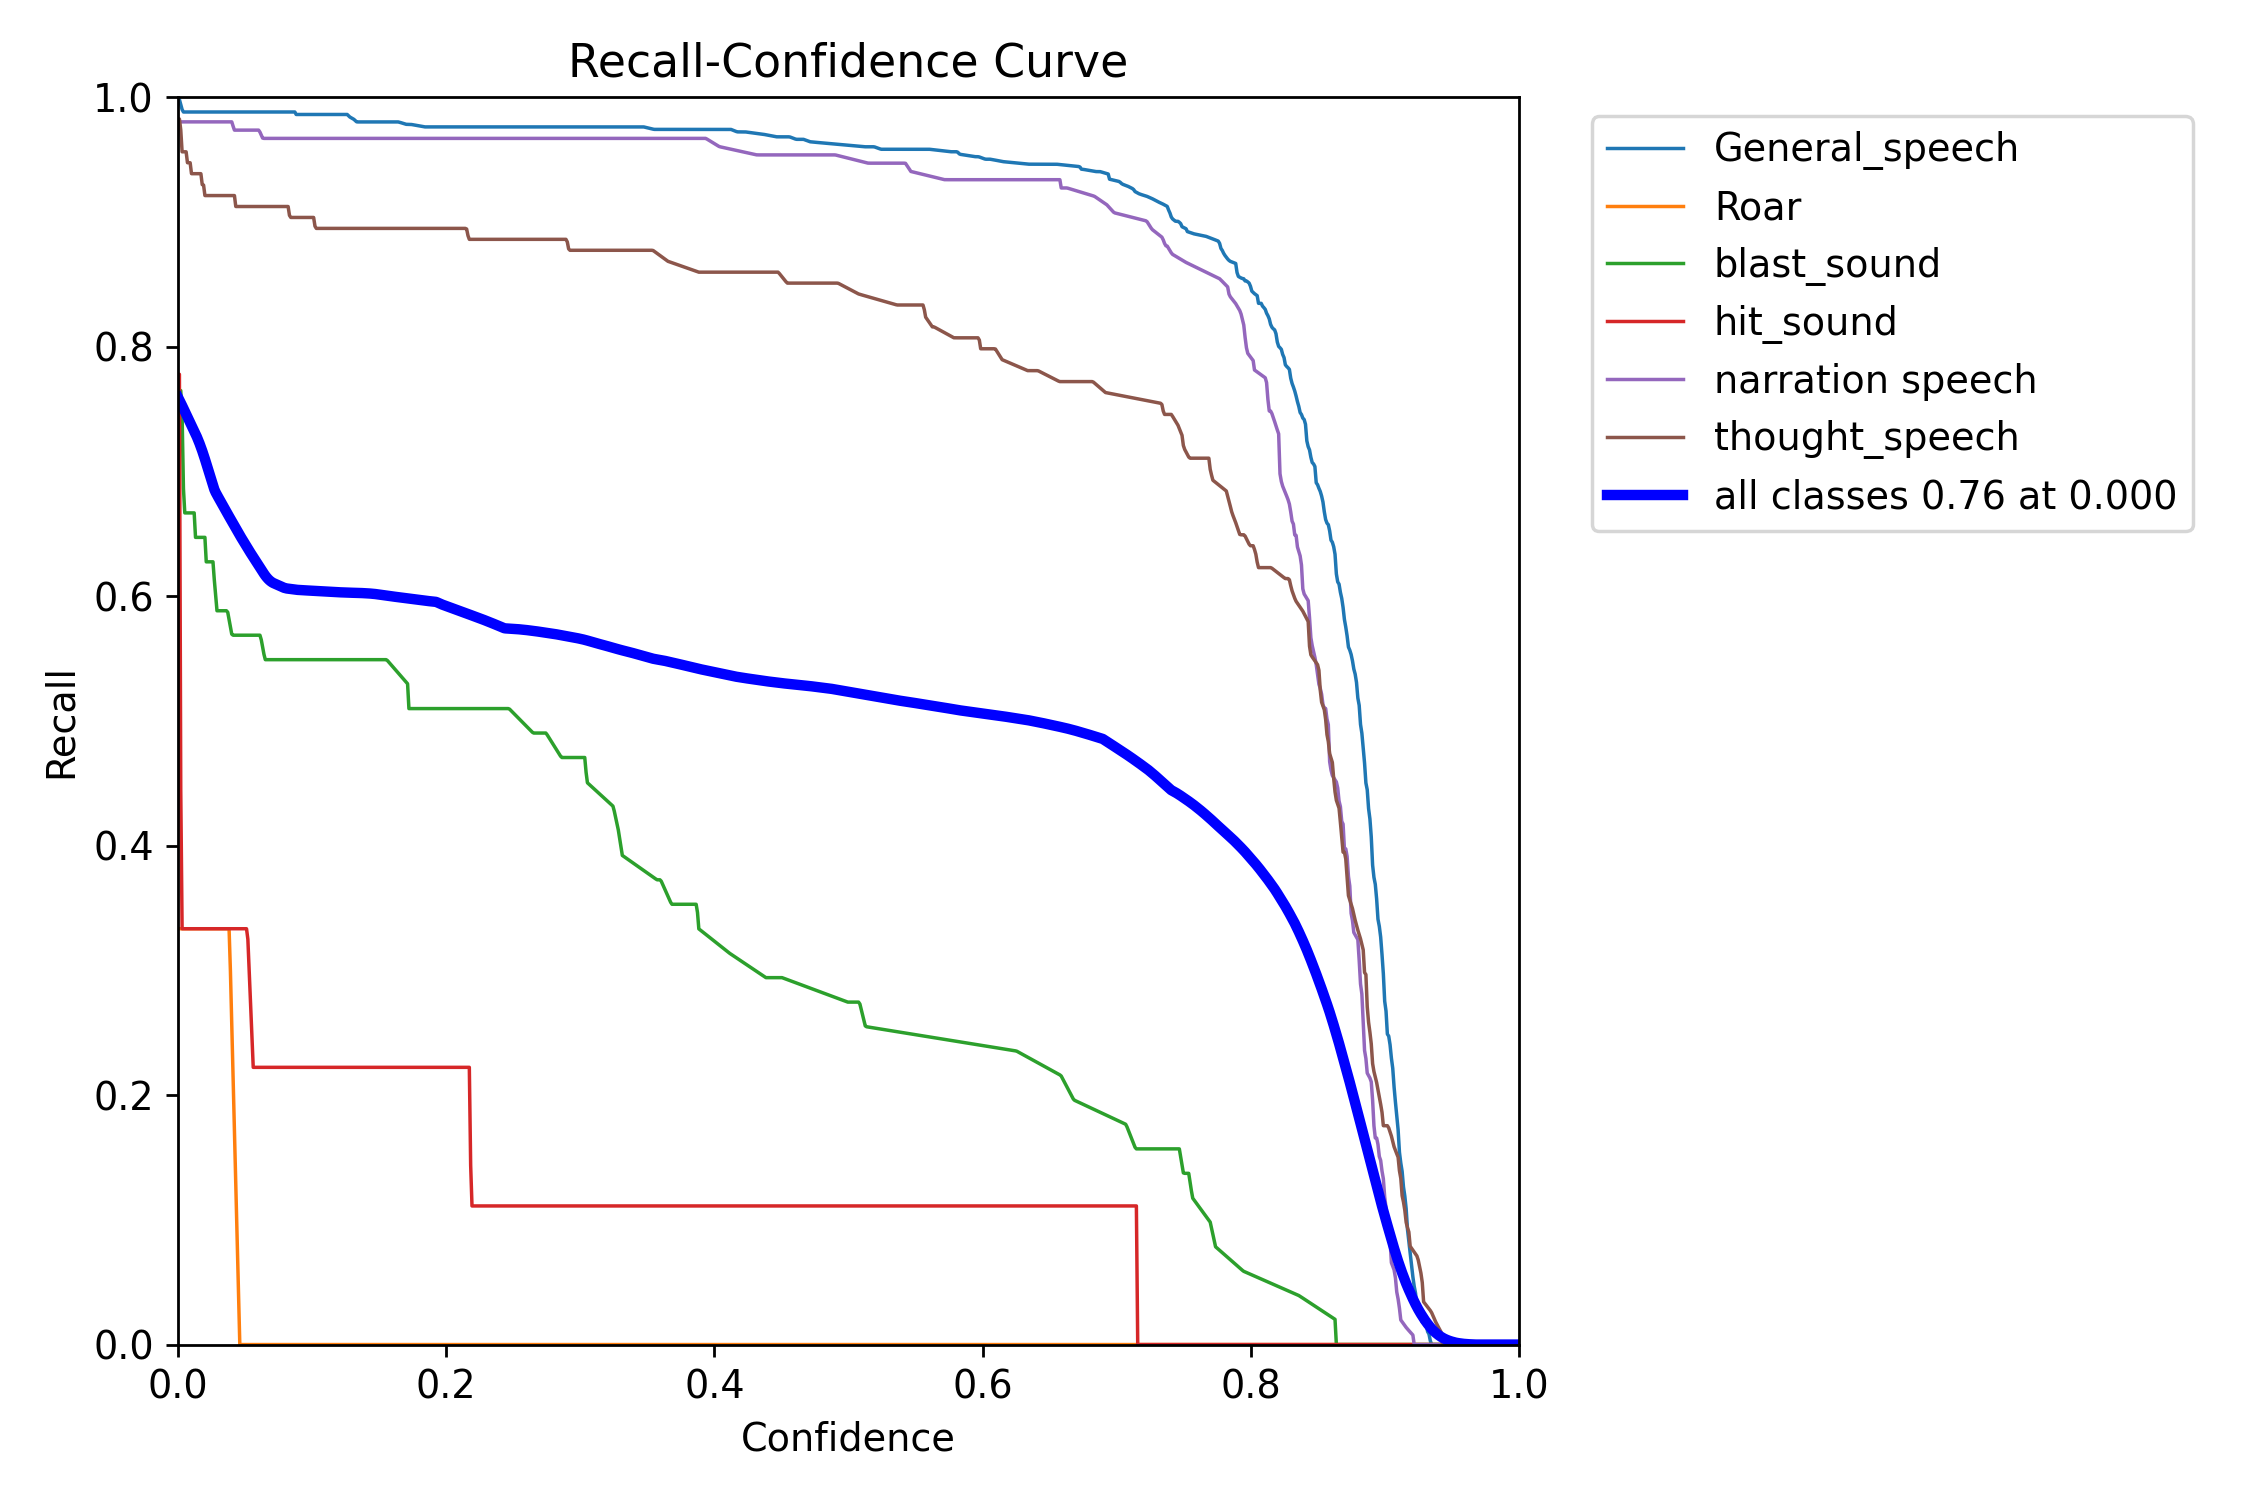 Recall-Confidence Curve
1.0
0.8
0.6
0.4
0.2
0.0
Recall
0.0 0.2 0.4 0.6 0.8 1.0
Confidence
General_speech
Roar
blast_sound
hit_sound
narration speech
thought_speech
all classes 0.76 at 0.000